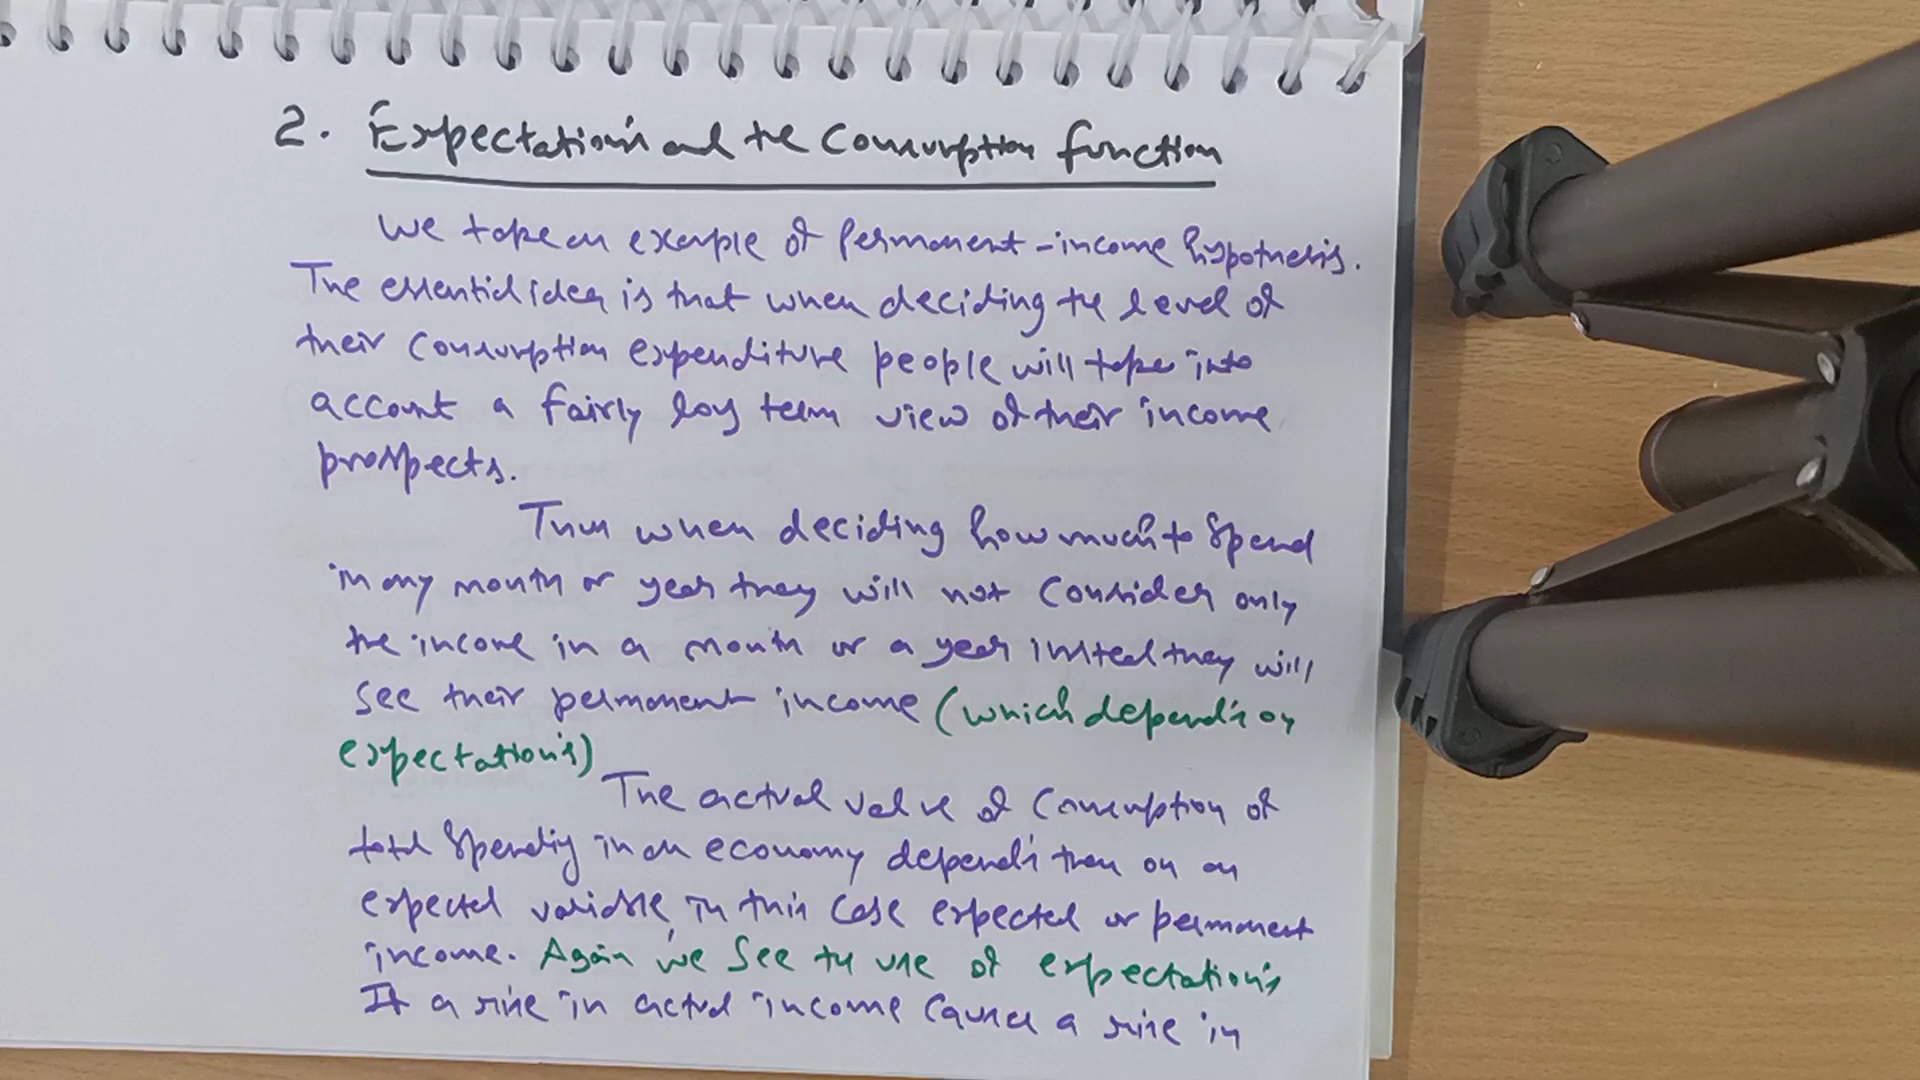 2. Expectations and the Consumption function
We take an example of Permanent-income hypothesis.
The essential idea is that when deciding the level of
their consumption expenditure people will take into
account a fairly long term view of their income
prospects.
Thus when deciding how much to Spend
in any month or year they will not Consider only
the income in a month or a year insted they will
See their permanent income (which depends on
expectations)
The actual value of Consumption of
total Spending in an economy depends then on an
expected variable, in this case expected or permanent
income. Again we See the use of expectations
If a rise in actual income causes a rise in